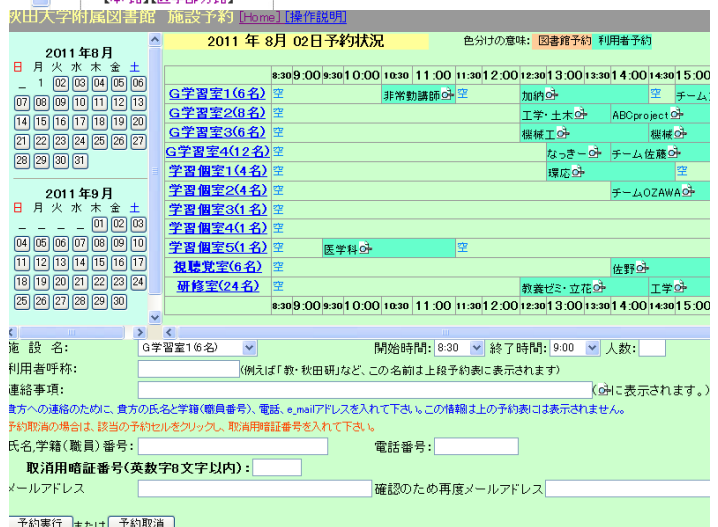 【本 館】【医学部分館】
秋田大学附属図書館 施設予約 [Home] [操作説明]
2011 年8月
日 月 火 水 木 金 土
_ 1 02 03 04 05 06
07 08 09 10 11 12 13
14 15 16 17 18 19 20
21 22 23 24 25 26 27
28 29 30 31
2011 年9月
日 月 火 水 木 金 土
_ _ _ _ 01 02 03
04 05 06 07 08 09 10
11 12 13 14 15 16 17
18 19 20 21 22 23 24
25 26 27 28 29 30
2011 年 8月 02日予約状況 色分けの意味: 図書館予約 利用者予約
8:30 9:00 9:30 10:00 10:30 11:00 11:30 12:00 12:30 13:00 13:30 14:00 14:30 15:00
G学習室1(6名) 空 非常勤講師 空 加納 空 チーム
G学習室2(8名) 空 工学・土木 ABCproject
G学習室3(6名) 空 機械工 機械
G学習室4(12名) 空 なっきー チーム佐藤
学習個室1(4名) 空 環応 空
学習個室2(4名) 空 チームOZAWA
学習個室3(1名) 空
学習個室4(1名) 空
学習個室5(1名) 空 医学科 空
視聴覚室(6名) 空 佐野
研修室(24名) 空 教養ゼミ・立花 工学
8:30 9:00 9:30 10:00 10:30 11:00 11:30 12:00 12:30 13:00 13:30 14:00 14:30 15:00
施 設 名: G学習室1(6名) 開始時間: 8:30 終了時間: 9:00 人数:
利用者呼称: (例えば「教・秋田研」など、この名前は上段予約表に表示されます)
連絡事項: (に表示されます。)
貴方への連絡のために、貴方の氏名と学籍(職員番号)、電話、e_mailアドレスを入れて下さい。この情報は上の予約表には表示されません。
予約取消の場合は、該当の予約セルをクリックし、取消用暗証番号を入れて下さい。
氏名,学籍(職員)番号: 電話番号:
取消用暗証番号(英数字8文字以内):
メールアドレス 確認のため再度メールアドレス
予約実行 または 予約取消